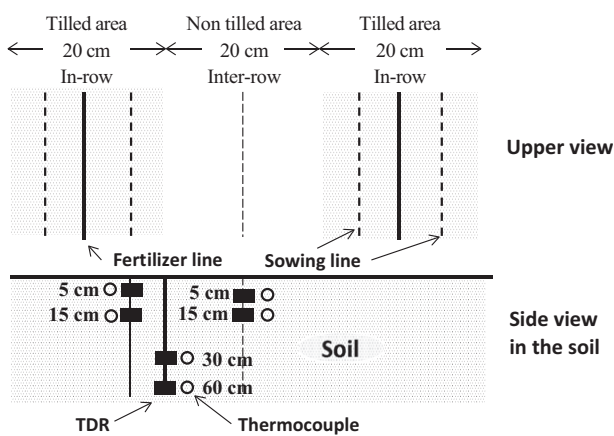 Tilled area Non tilled area Tilled area
20 cm 20 cm 20 cm
In-row Inter-row In-row
Upper view
Fertilizer line Sowing line
5 cm 5 cm
15 cm 15 cm
Side view
in the soil
Soil
30 cm
60 cm
TDR Thermocouple